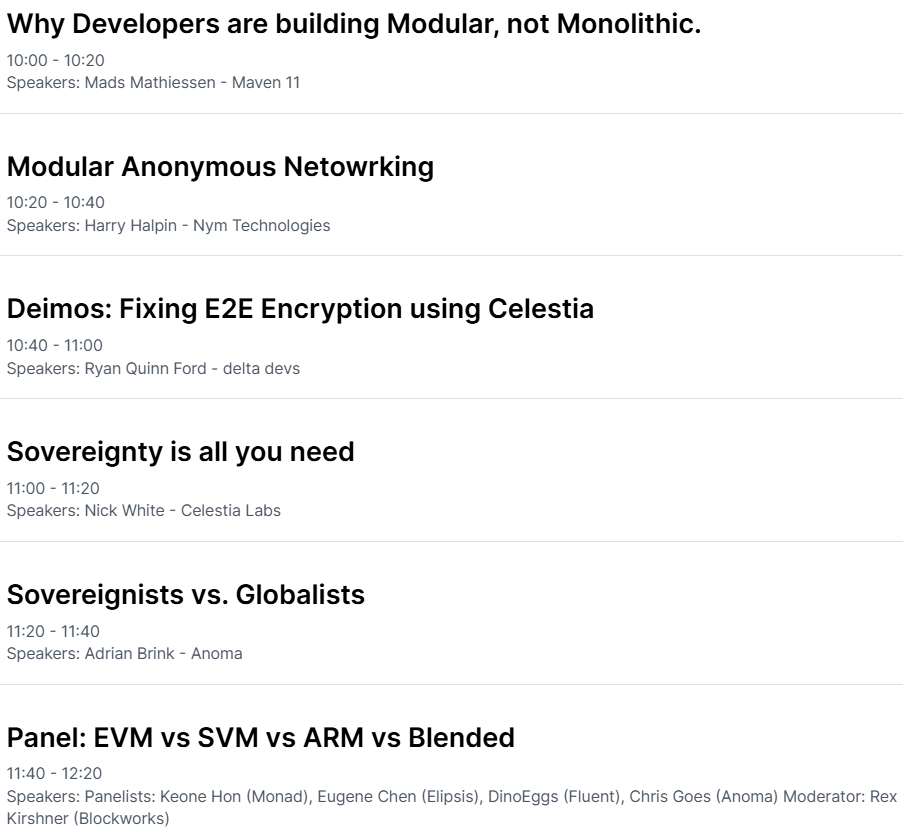 Why Developers are building Modular, not Monolithic.
10:00 - 10:20
Speakers: Mads Mathiessen - Maven 11
Modular Anonymous Netowrking
10:20 - 10:40
Speakers: Harry Halpin - Nym Technologies
Deimos: Fixing E2E Encryption using Celestia
10:40 - 11:00
Speakers: Ryan Quinn Ford - delta devs
Sovereignty is all you need
11:00 - 11:20
Speakers: Nick White - Celestia Labs
Sovereignists vs. Globalists
11:20 - 11:40
Speakers: Adrian Brink - Anoma
Panel: EVM vs SVM vs ARM vs Blended
11:40 - 12:20
Speakers: Panelists: Keone Hon (Monad), Eugene Chen (Elipsis), DinoEggs (Fluent), Chris Goes (Anoma) Moderator: Rex
Kirshner (Blockworks)